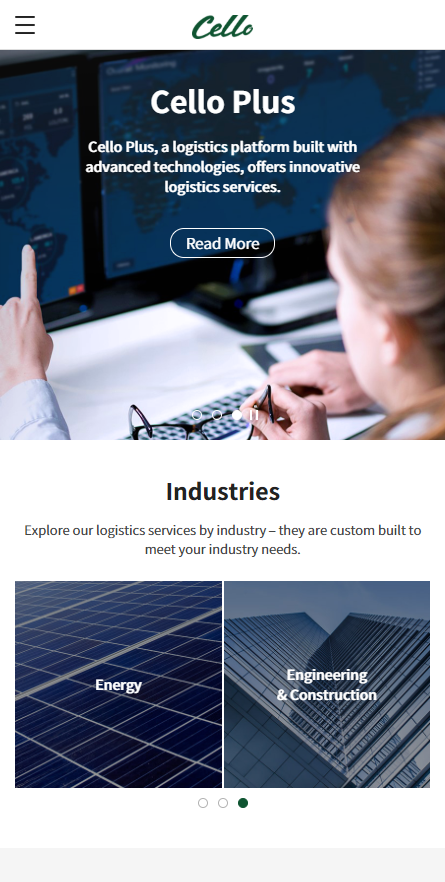 Cello
Cello Plus
Cello Plus, a logistics platform built with
advanced technologies, offers innovative
logistics services.
Read More
Industries
Explore our logistics services by industry – they are custom built to
meet your industry needs.
Energy
Engineering
& Construction